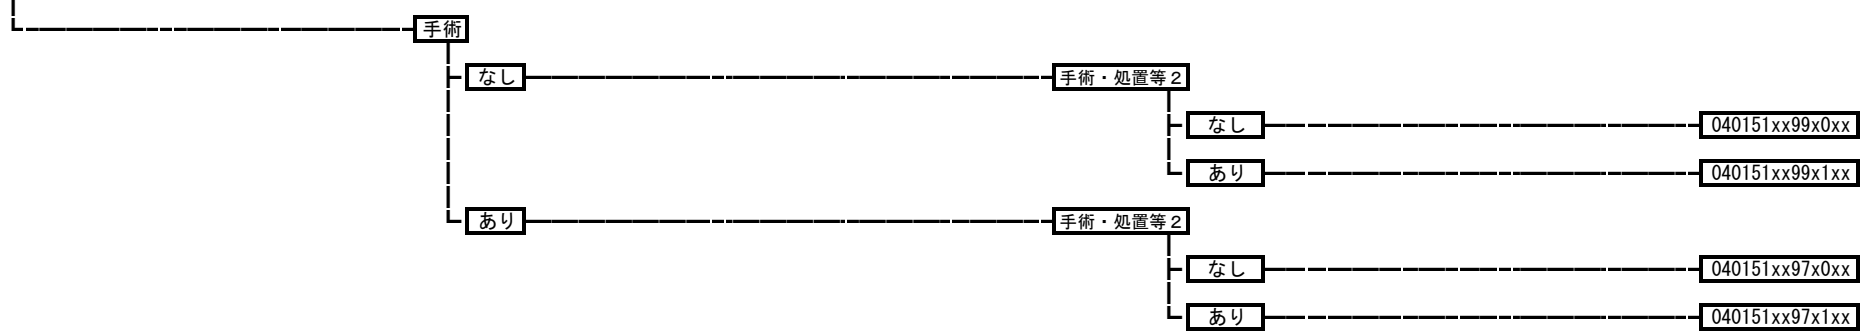 手術
なし 手術・処置等２
なし 040151xx99x0xx
あり 040151xx99x1xx
あり 手術・処置等２
なし 040151xx97x0xx
あり 040151xx97x1xx